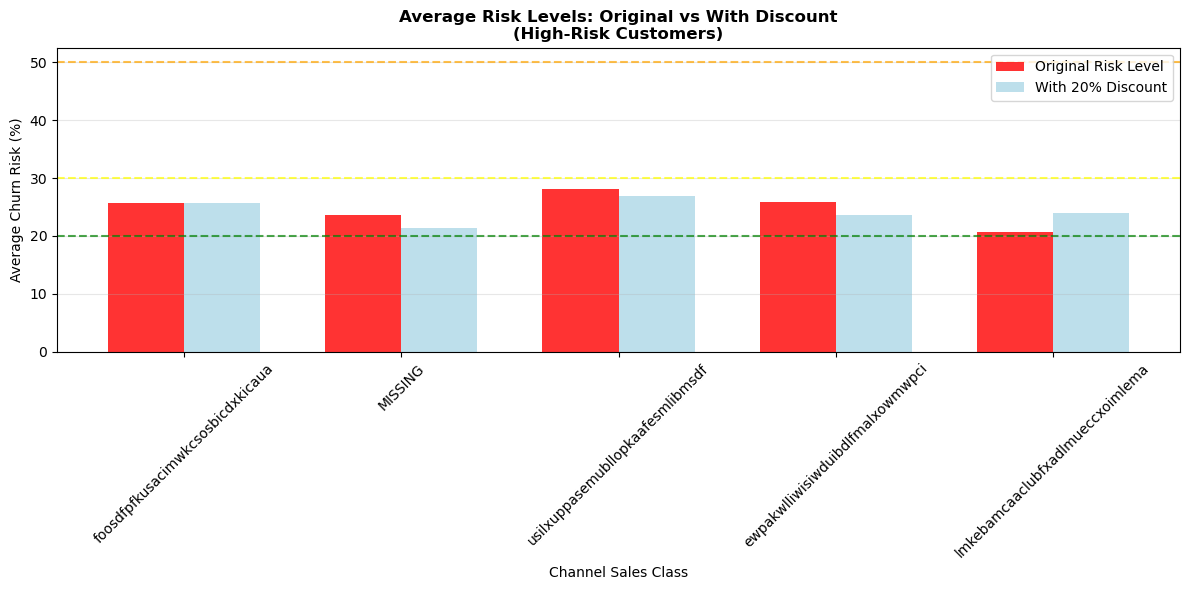 Average Risk Levels: Original vs With Discount
(High-Risk Customers)
Average Churn Risk (%)
50
40
30
20
10
0
Original Risk Level
With 20% Discount
foosdfpfkusacimwkcsosbicdxkicaua
MISSING
usilxuppasemubllopkaafesmlibmsdf
ewpakwlliwisiwduibdlfmalxowmwpci
lmkebamcaaclubfxadlmueccxoimlema
Channel Sales Class